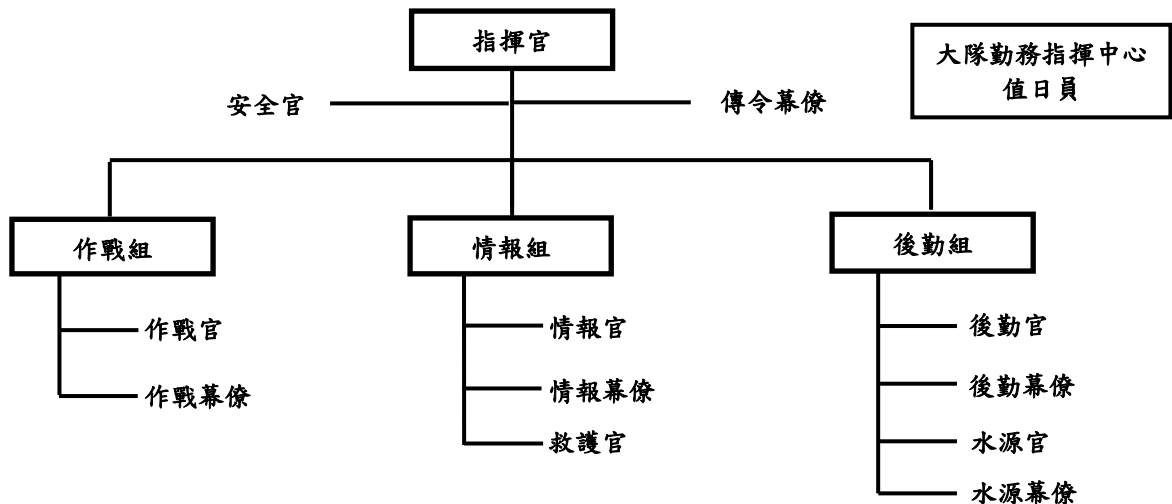 指揮官
大隊勤務指揮中心
值日員
安全官
傳令幕僚
作戰組
情報組
後勤組
作戰官
作戰幕僚
情報官
情報幕僚
救護官
後勤官
後勤幕僚
水源官
水源幕僚